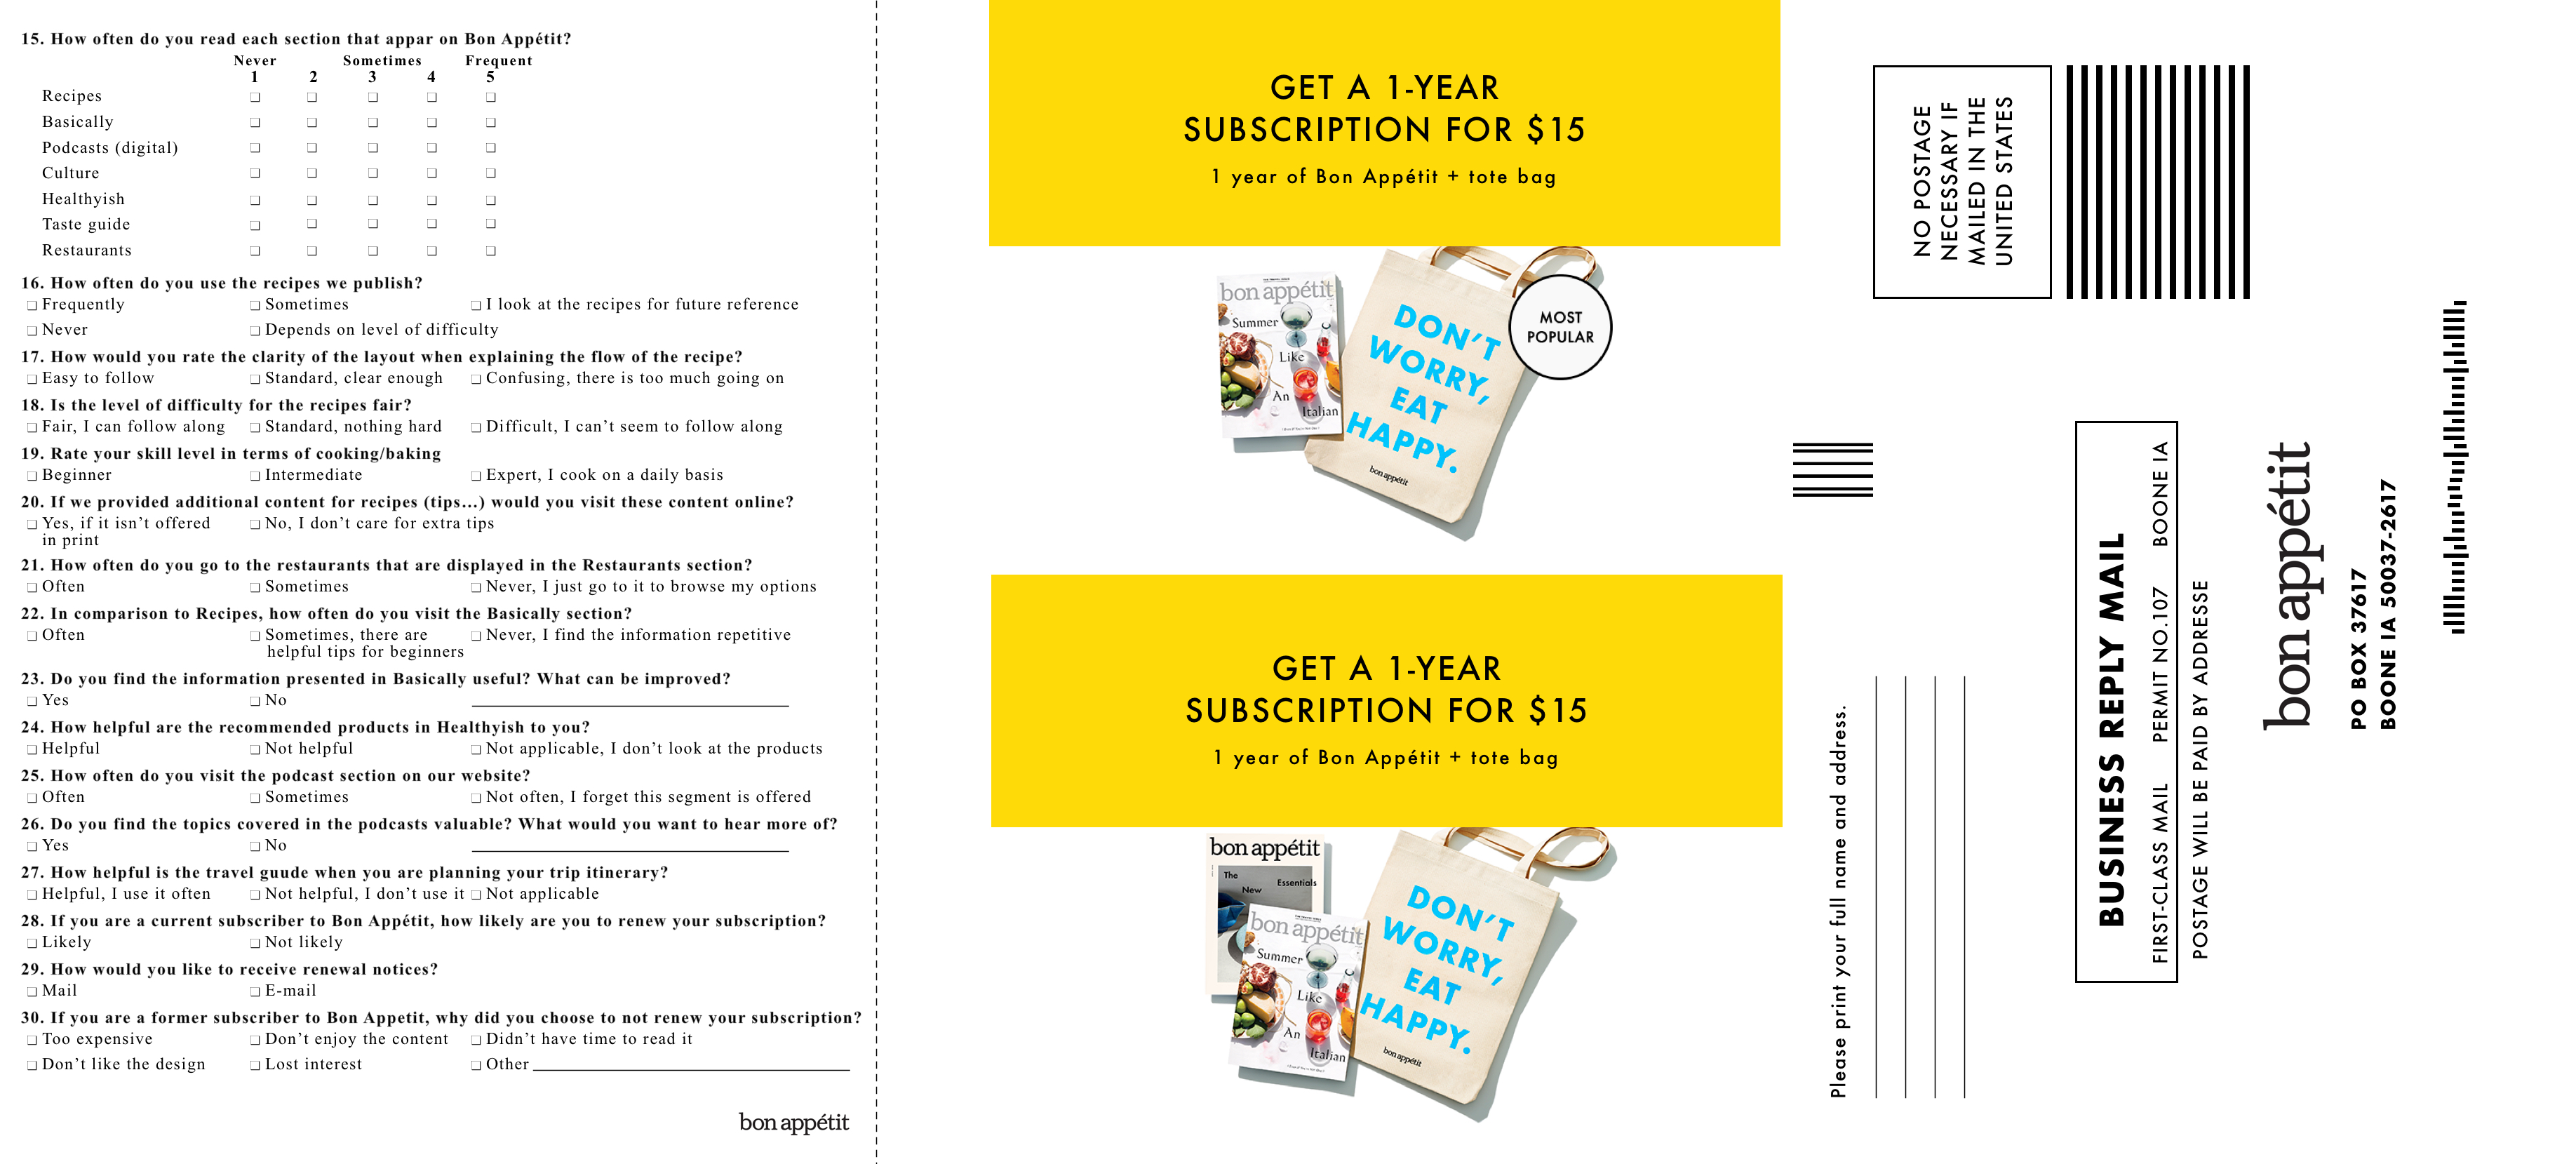 15. How often do you read each section that appar on Bon Appétit?
Never Sometimes Frequent
1 2 3 4 5
Recipes ❑ ❑ ❑ ❑ ❑
Basically ❑ ❑ ❑ ❑ ❑
Podcasts (digital) ❑ ❑ ❑ ❑ ❑
Culture ❑ ❑ ❑ ❑ ❑
Healthyish ❑ ❑ ❑ ❑ ❑
Taste guide ❑ ❑ ❑ ❑ ❑
Restaurants ❑ ❑ ❑ ❑ ❑
16. How often do you use the recipes we publish?
❑ Frequently ❑ Sometimes ❑ I look at the recipes for future reference
❑ Never ❑ Depends on level of difficulty
17. How would you rate the clarity of the layout when explaining the flow of the recipe?
❑ Easy to follow ❑ Standard, clear enough ❑ Confusing, there is too much going on
18. Is the level of difficulty for the recipes fair?
❑ Fair, I can follow along ❑ Standard, nothing hard ❑ Difficult, I can’t seem to follow along
19. Rate your skill level in terms of cooking/baking
❑ Beginner ❑ Intermediate ❑ Expert, I cook on a daily basis
20. If we provided additional content for recipes (tips...) would you visit these content online?
❑ Yes, if it isn’t offered ❑ No, I don’t care for extra tips
in print
21. How often do you go to the restaurants that are displayed in the Restaurants section?
❑ Often ❑ Sometimes ❑ Never, I just go to it to browse my options
22. In comparison to Recipes, how often do you visit the Basically section?
❑ Often ❑ Sometimes, there are ❑ Never, I find the information repetitive
helpful tips for beginners
23. Do you find the information presented in Basically useful? What can be improved?
❑ Yes ❑ No
24. How helpful are the recommended products in Healthyish to you?
❑ Helpful ❑ Not helpful ❑ Not applicable, I don’t look at the products
25. How often do you visit the podcast section on our website?
❑ Often ❑ Sometimes ❑ Not often, I forget this segment is offered
26. Do you find the topics covered in the podcasts valuable? What would you want to hear more of?
❑ Yes ❑ No
27. How helpful is the travel guude when you are planning your trip itinerary?
❑ Helpful, I use it often ❑ Not helpful, I don’t use it ❑ Not applicable
28. If you are a current subscriber to Bon Appétit, how likely are you to renew your subscription?
❑ Likely ❑ Not likely
29. How would you like to receive renewal notices?
❑ Mail ❑ E-mail
30. If you are a former subscriber to Bon Appetit, why did you choose to not renew your subscription?
❑ Too expensive ❑ Don’t enjoy the content ❑ Didn’t have time to read it
❑ Don’t like the design ❑ Lost interest ❑ Other
bon appétit
GET A 1-YEAR
SUBSCRIPTION FOR $15
1 year of Bon Appétit + tote bag
bon appétit
Summer
Like
An
Italian
DON’T
WORRY,
EAT
HAPPY.
bon appétit
MOST
POPULAR
GET A 1-YEAR
SUBSCRIPTION FOR $15
1 year of Bon Appétit + tote bag
bon appétit
The
New Essentials
bon appétit
Summer
Like
An
Italian
DON’T
WORRY,
EAT
HAPPY.
bon appétit
Please print your full name and address.
NO POSTAGE
NECESSARY IF
MAILED IN THE
UNITED STATES
BUSINESS REPLY MAIL
FIRST-CLASS MAIL PERMIT NO.107 BOONE IA
POSTAGE WILL BE PAID BY ADDRESSE
bon appétit
PO BOX 37617
BOONE IA 50037-2617